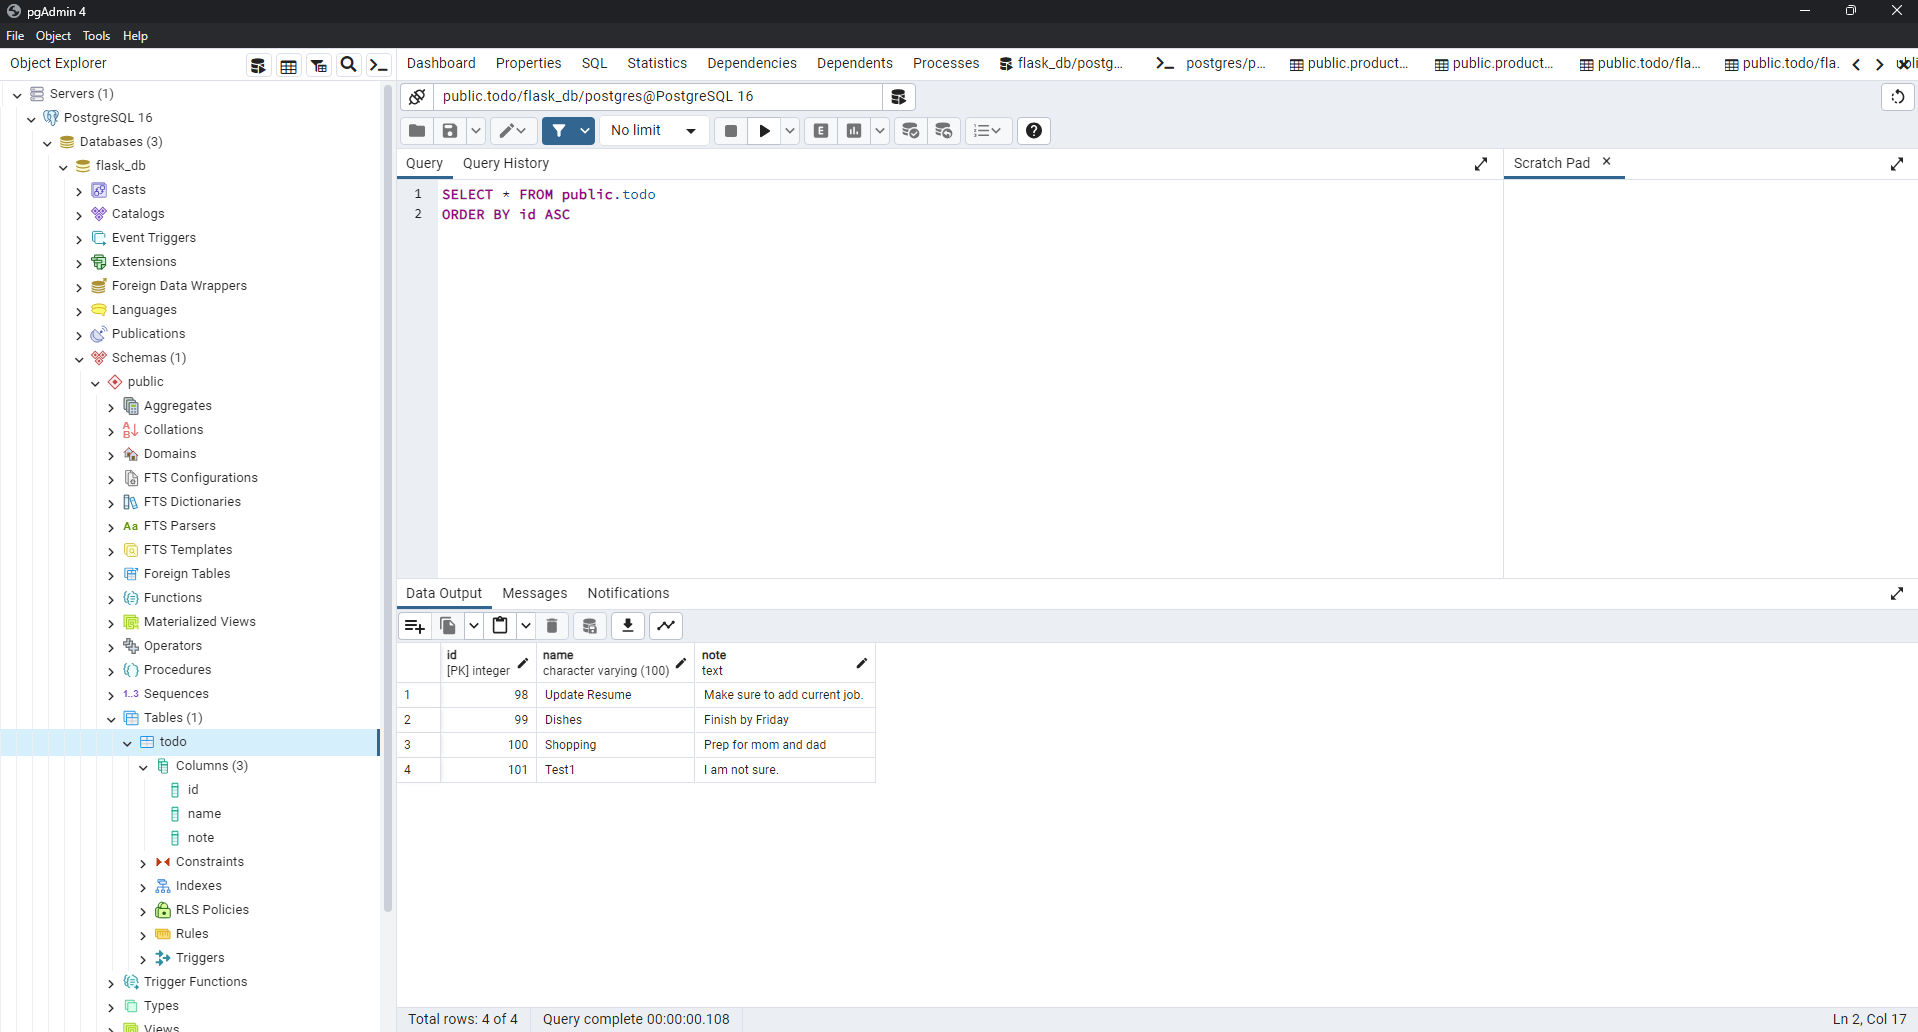 pgAdmin 4
File Object Tools Help
Object Explorer
Dashboard Properties SQL Statistics Dependencies Dependents Processes flask_db/postg... postgres/p... public.product... public.product... public.todo/fla... public.todo/fla.
Servers (1)
PostgreSQL 16
Databases (3)
flask_db
Casts
Catalogs
Event Triggers
Extensions
Foreign Data Wrappers
Languages
Publications
Schemas (1)
public
Aggregates
Collations
Domains
FTS Configurations
FTS Dictionaries
Aa FTS Parsers
FTS Templates
Foreign Tables
Functions
Materialized Views
Operators
Procedures
1..3 Sequences
Tables (1)
todo
Columns (3)
id
name
note
Constraints
Indexes
RLS Policies
Rules
Triggers
Trigger Functions
Types
Views
public.todo/flask_db/postgres@PostgreSQL 16
No limit
Query Query History
Scratch Pad
1 SELECT * FROM public.todo
2 ORDER BY id ASC
Data Output Messages Notifications
id name note
[PK] integer character varying (100) text
1 98 Update Resume Make sure to add current job.
2 99 Dishes Finish by Friday
3 100 Shopping Prep for mom and dad
4 101 Test1 I am not sure.
Total rows: 4 of 4 Query complete 00:00:00.108 Ln 2, Col 17